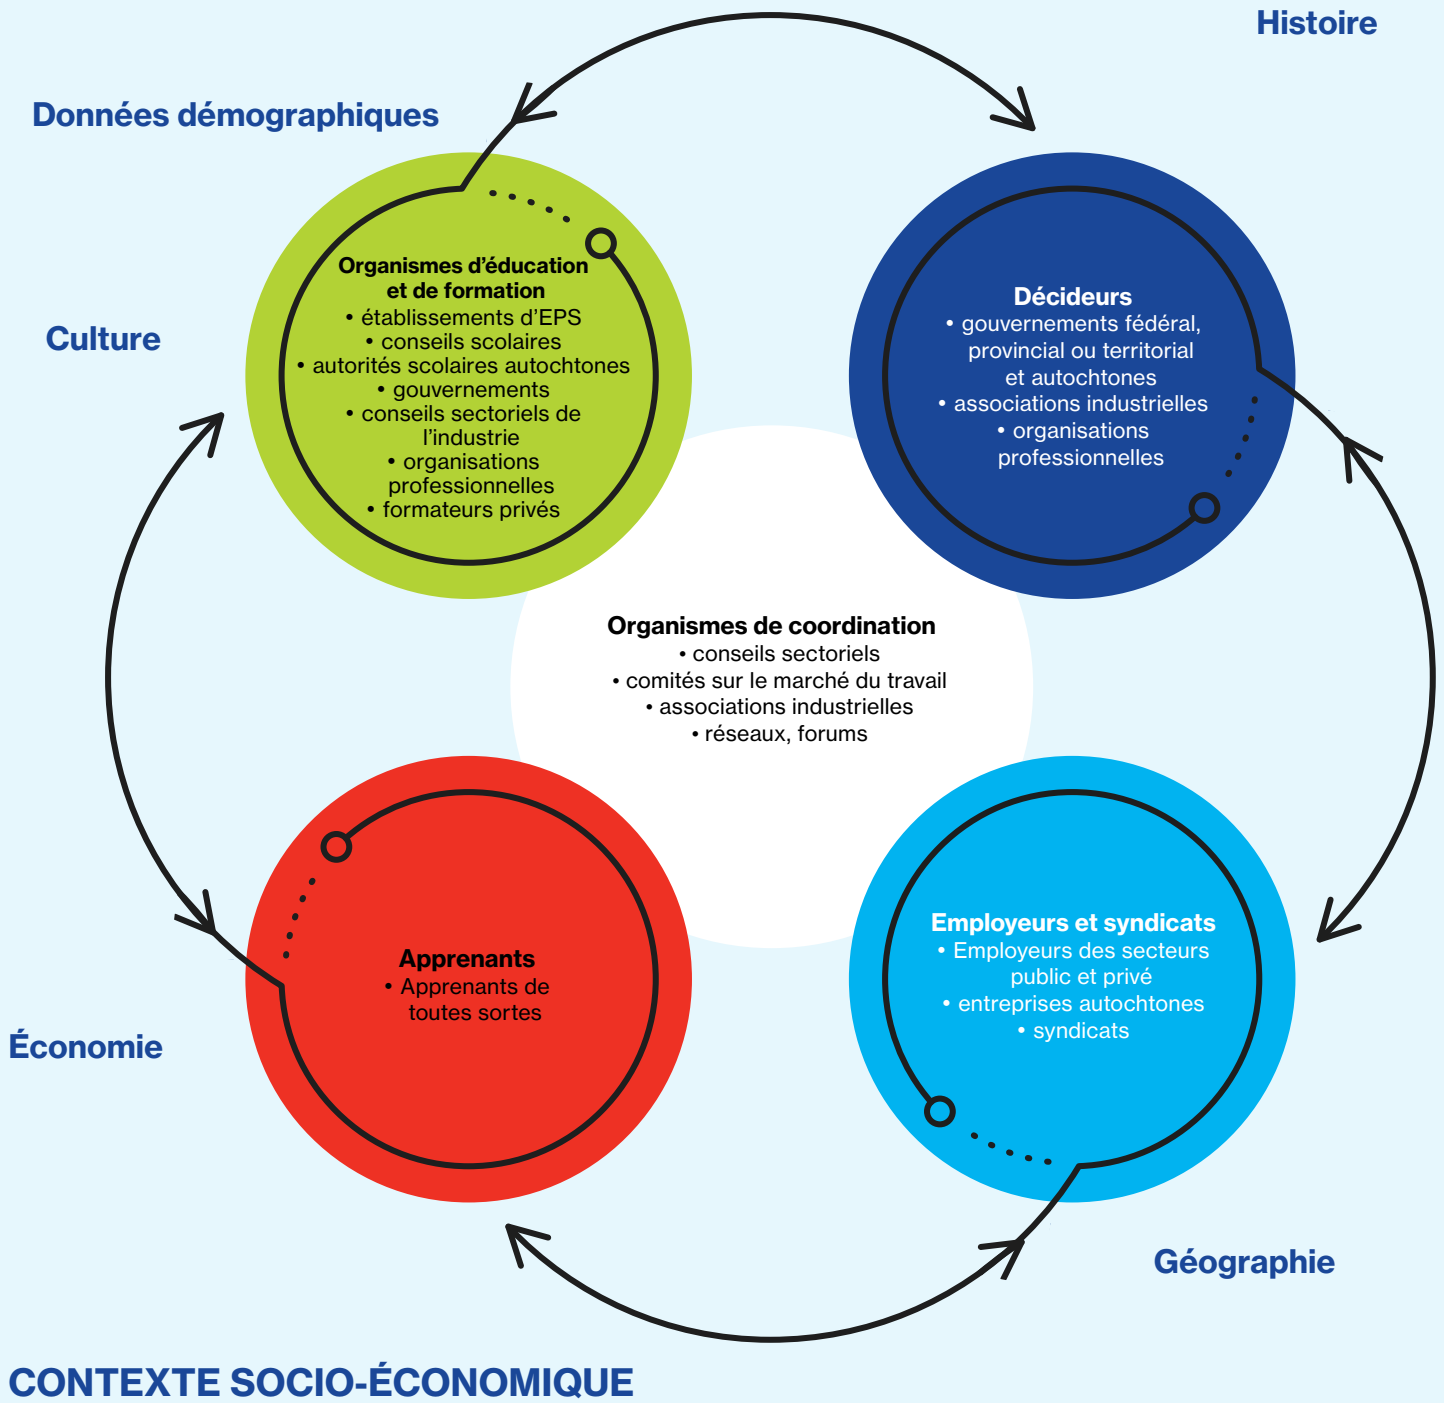 Histoire
Données démographiques
Culture
Organismes d'éducation
et de formation
• établissements d'EPS
• conseils scolaires
• autorités scolaires autochtones
• gouvernements
• conseils sectoriels de
l'industrie
• organisations
professionnelles
• formateurs privés
Décideurs
• gouvernements fédéral,
provincial ou territorial
et autochtones
• associations industrielles
• organisations
professionnelles
Organismes de coordination
• conseils sectoriels
• comités sur le marché du travail
• associations industrielles
• réseaux, forums
Apprenants
• Apprenants de
toutes sortes
Employeurs et syndicats
• Employeurs des secteurs
public et privé
• entreprises autochtones
• syndicats
Économie
Géographie
CONTEXTE SOCIO-ÉCONOMIQUE